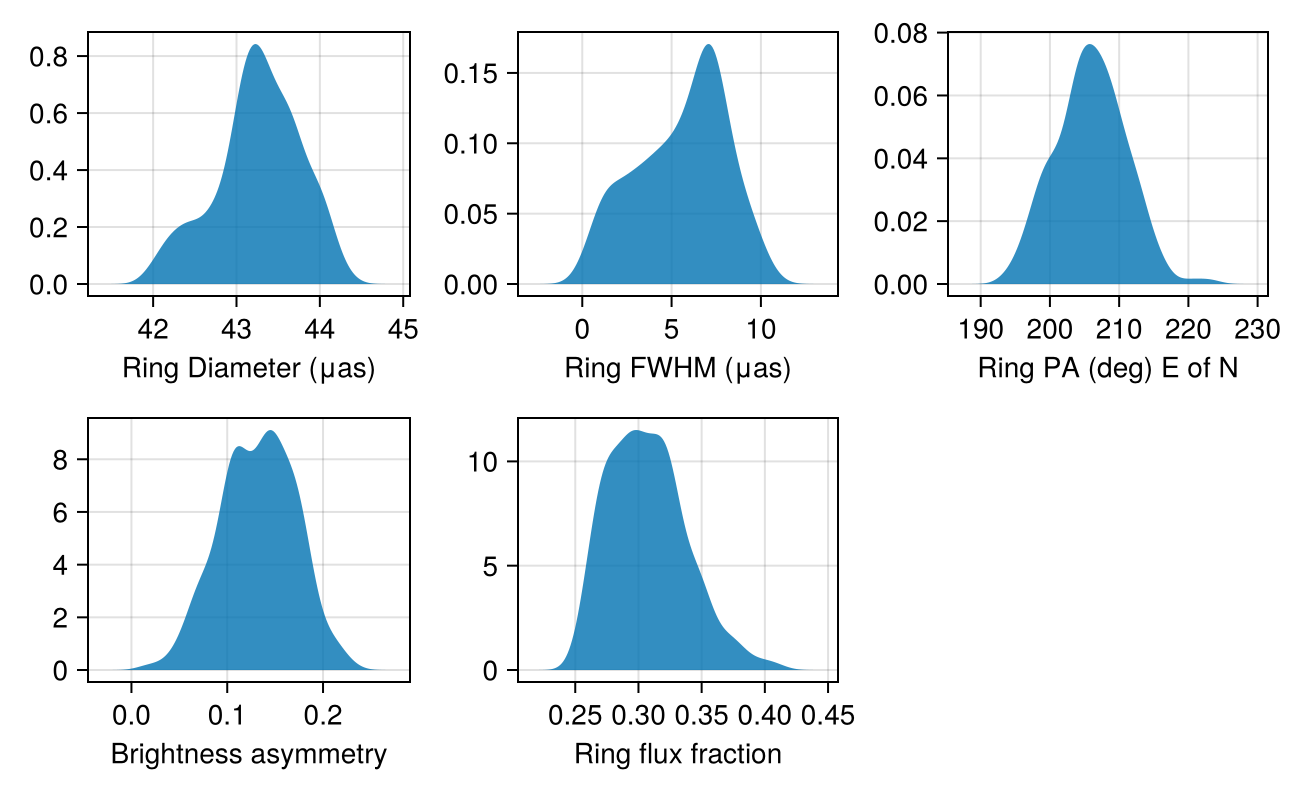 0.8
0.6
0.4
0.2
0.0
42 43 44 45
Ring Diameter (μas)
0.15
0.10
0.05
0.00
0 5 10
Ring FWHM (μas)
0.08
0.06
0.04
0.02
0.00
190 200 210 220 230
Ring PA (deg) E of N
8
6
4
2
0
0.0 0.1 0.2
Brightness asymmetry
10
5
0
0.25 0.30 0.35 0.40 0.45
Ring flux fraction